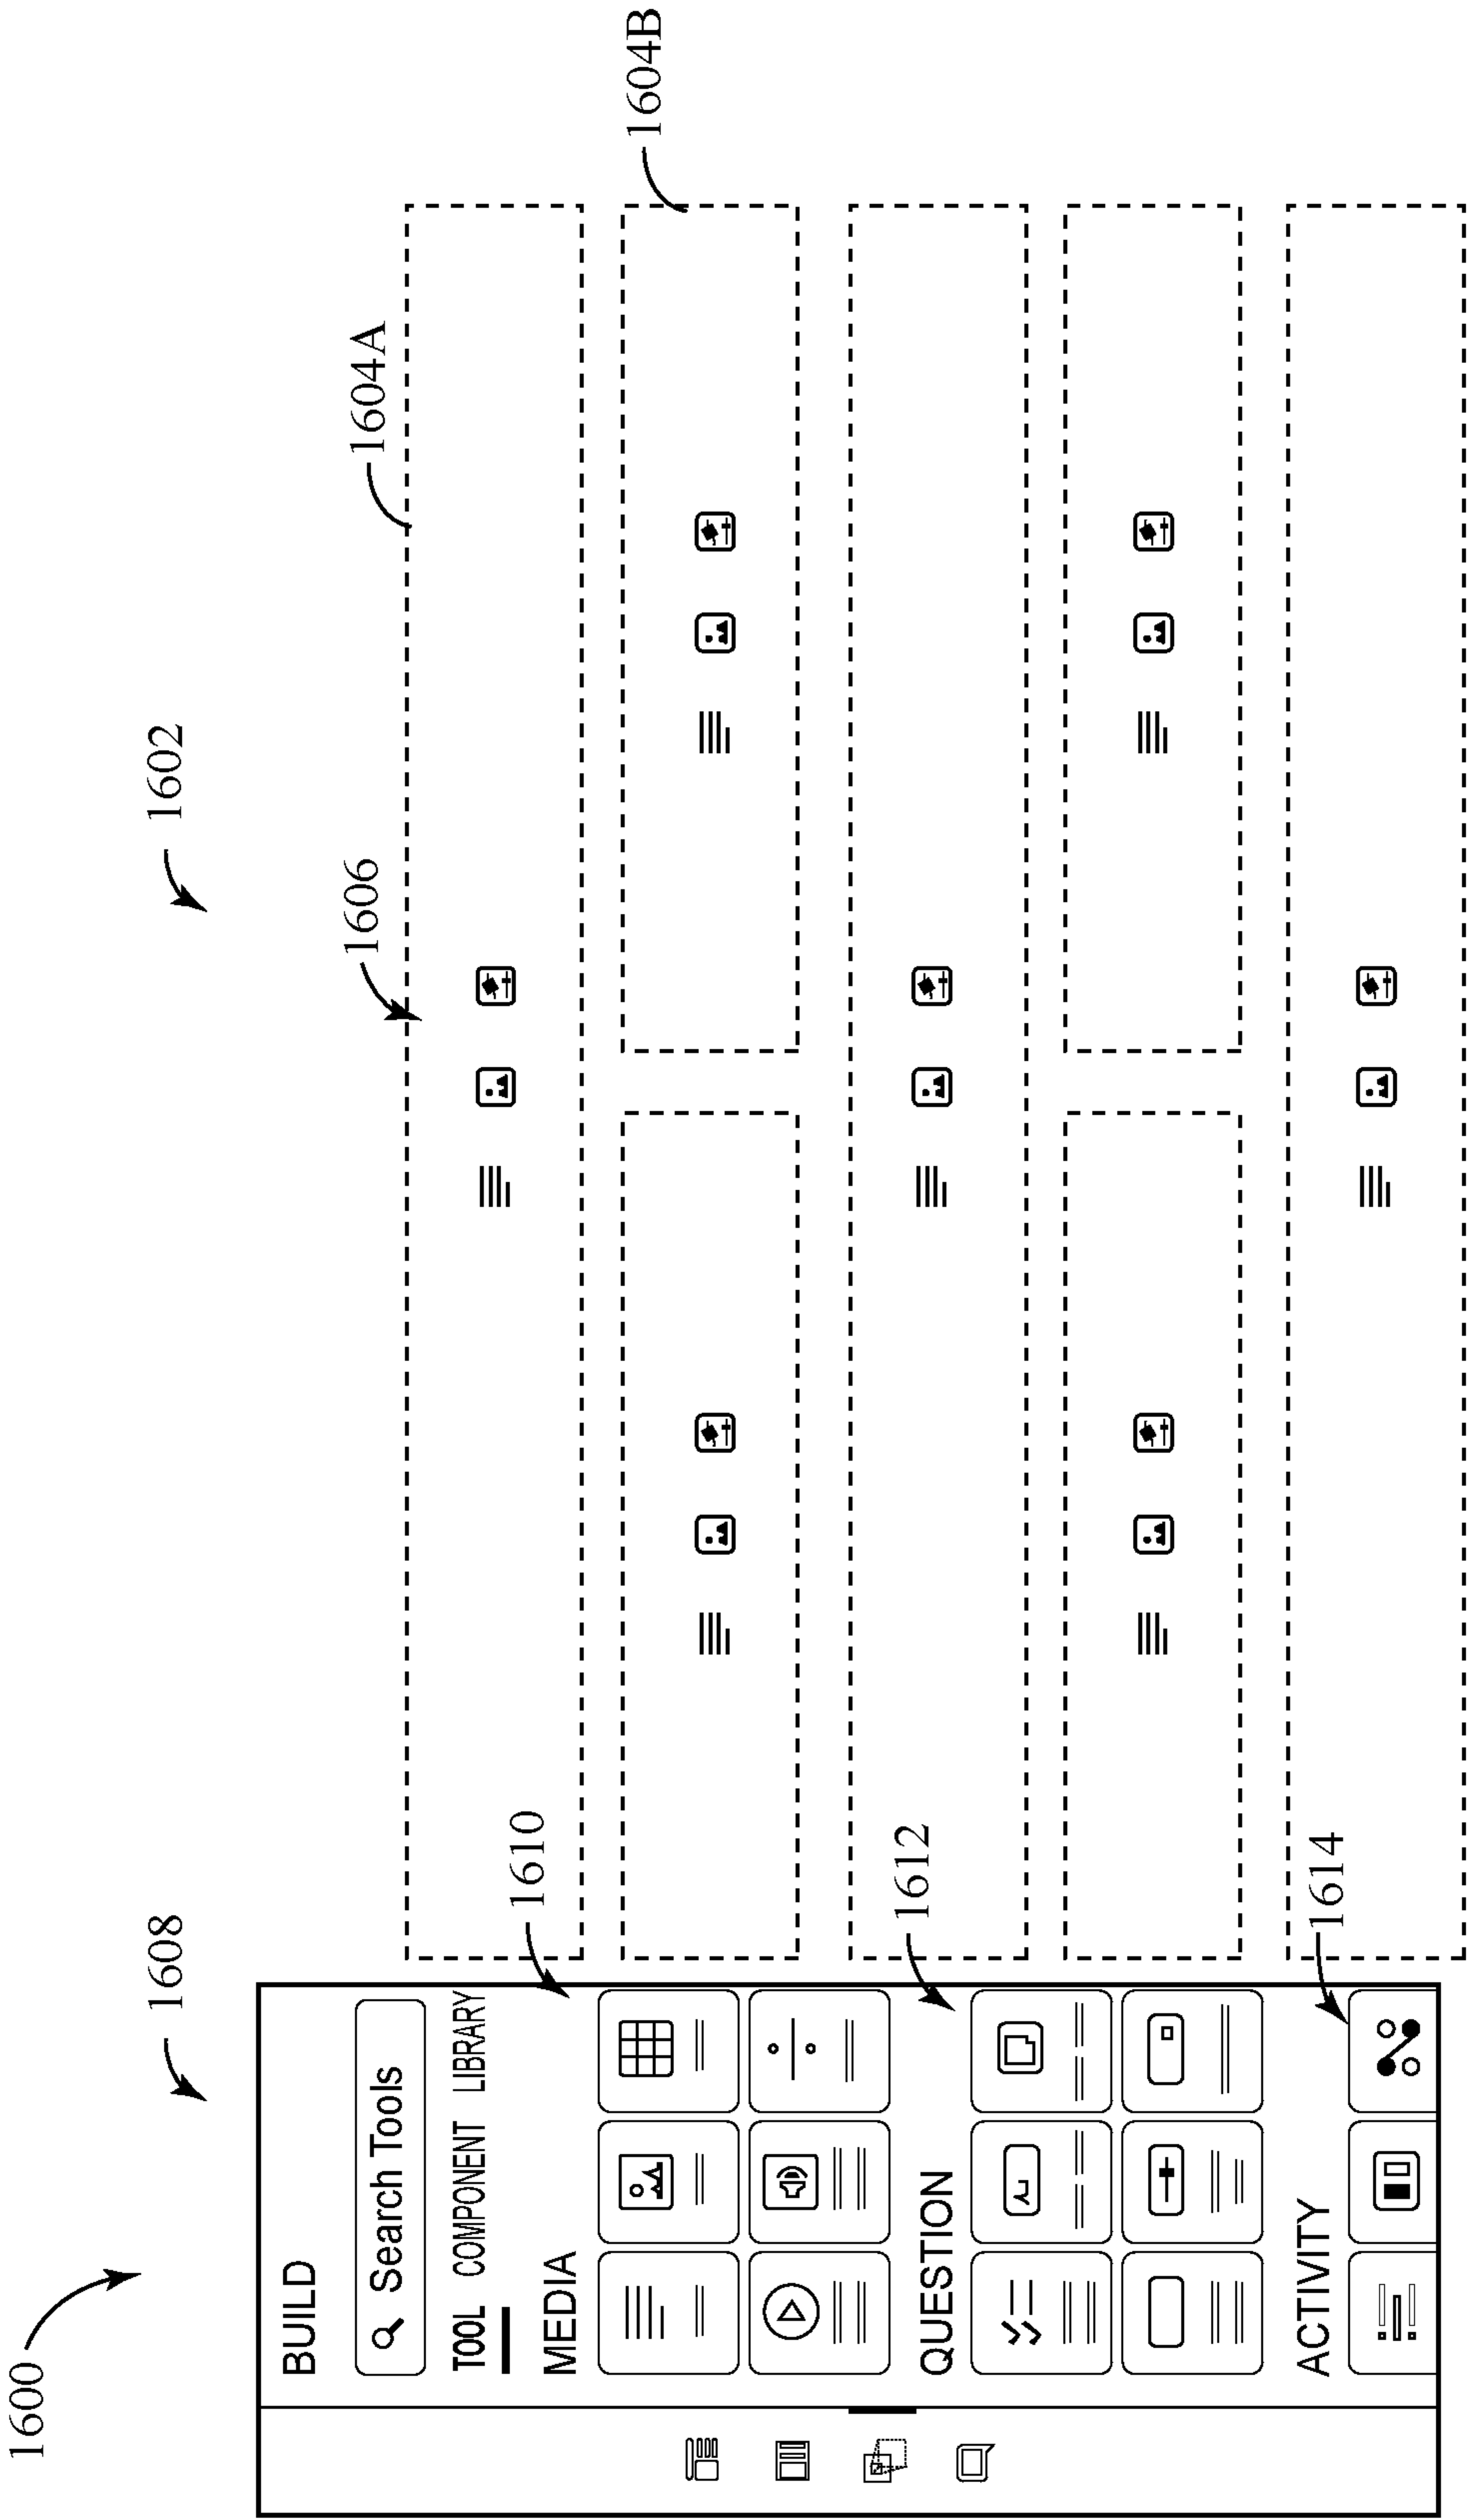 1600
1608
1602
BUILD
Search Tools
TOOL COMPONENT LIBRARY
MEDIA
QUESTION
ACTIVITY
1610
1612
1614
1606
1604A
1604B